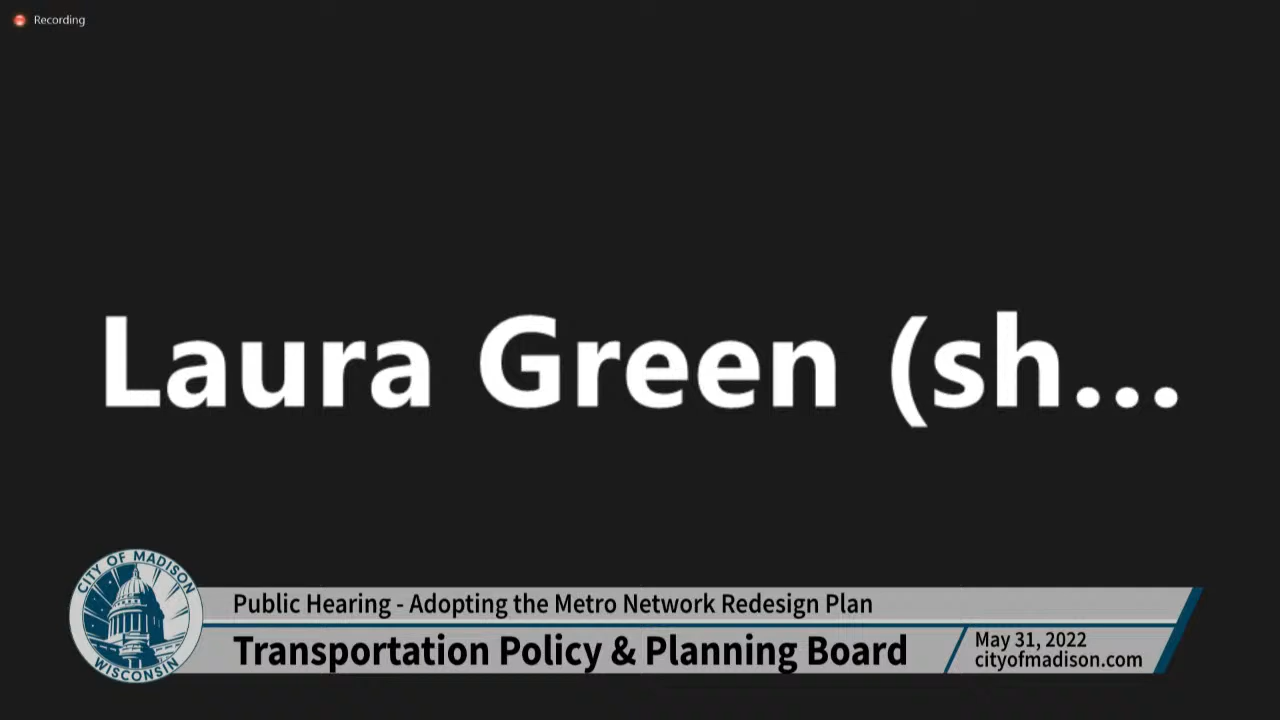 Recording
Laura Green (sh...
CITY OF MADISON
WISCONSIN
Public Hearing - Adopting the Metro Network Redesign Plan
Transportation Policy & Planning Board
May 31, 2022
cityofmadison.com